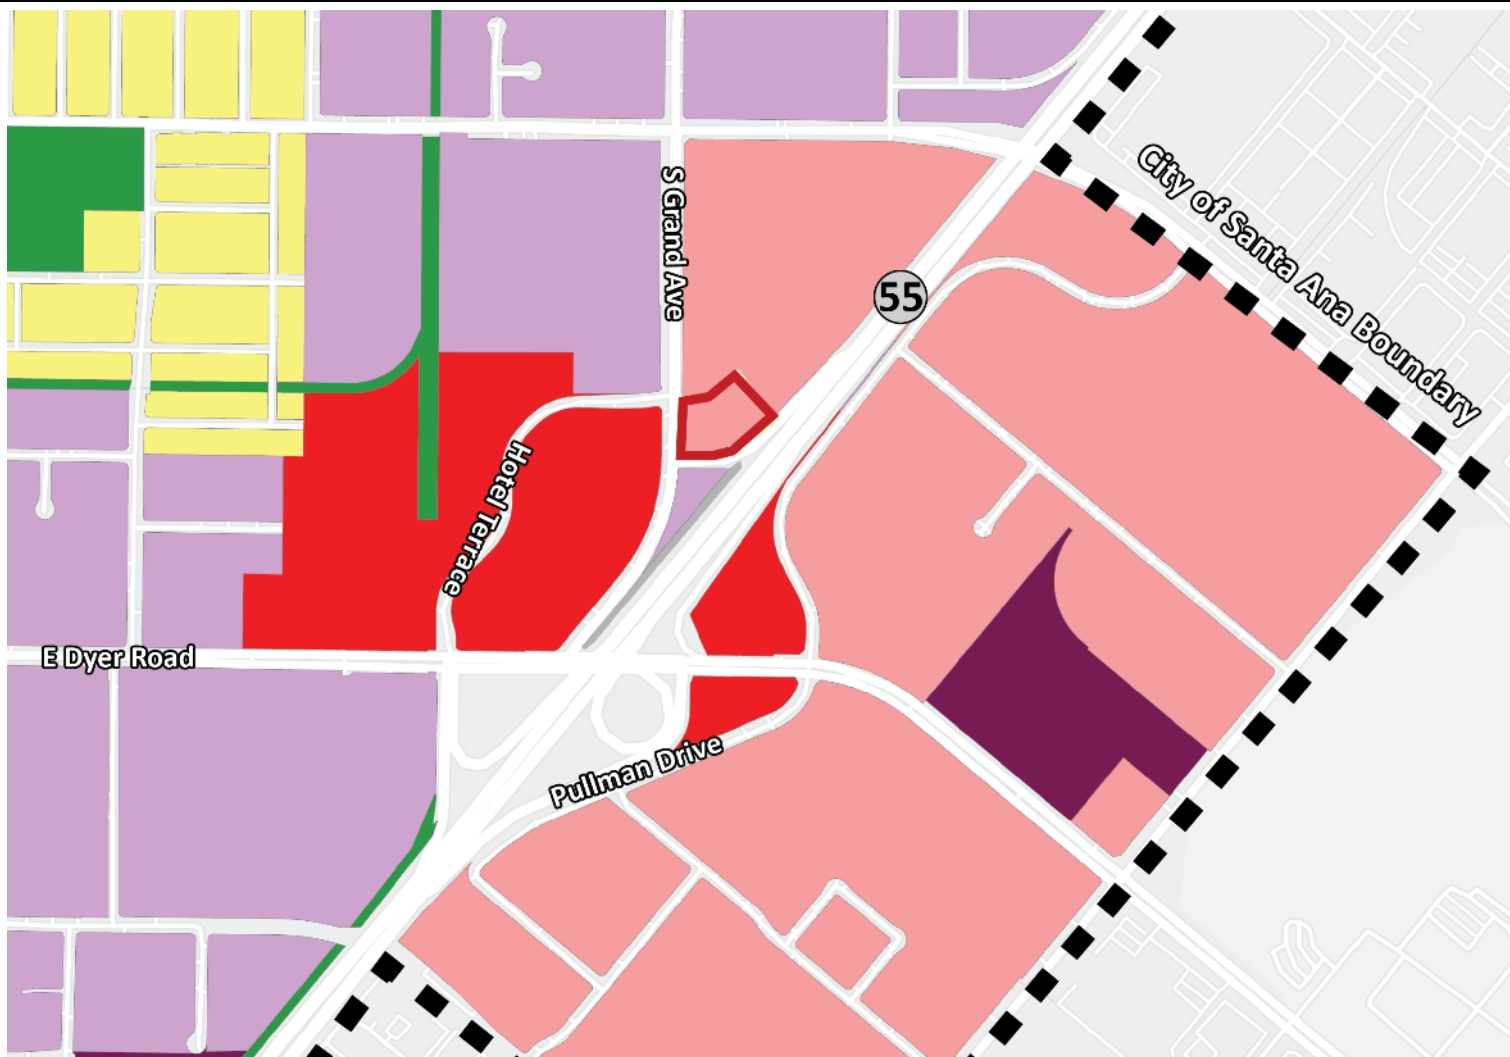 City of Santa Ana Boundary
S Grand Ave
55
Hotel Terrace
E Dyer Road
Pullman Drive